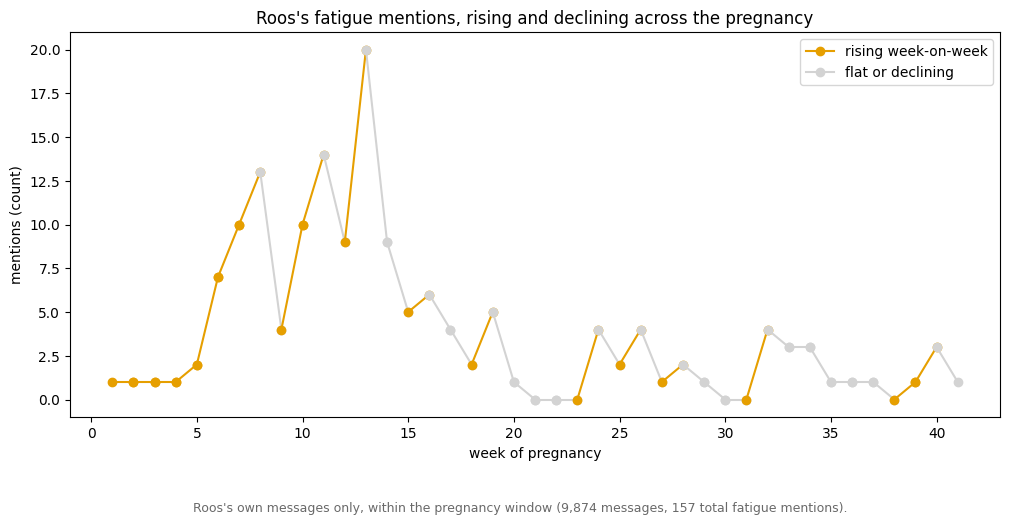 Roos's fatigue mentions, rising and declining across the pregnancy
rising week-on-week
flat or declining
mentions (count)
20.0
17.5
15.0
12.5
10.0
7.5
5.0
2.5
0.0
0 5 10 15 20 25 30 35 40
week of pregnancy
Roos's own messages only, within the pregnancy window (9,874 messages, 157 total fatigue mentions).